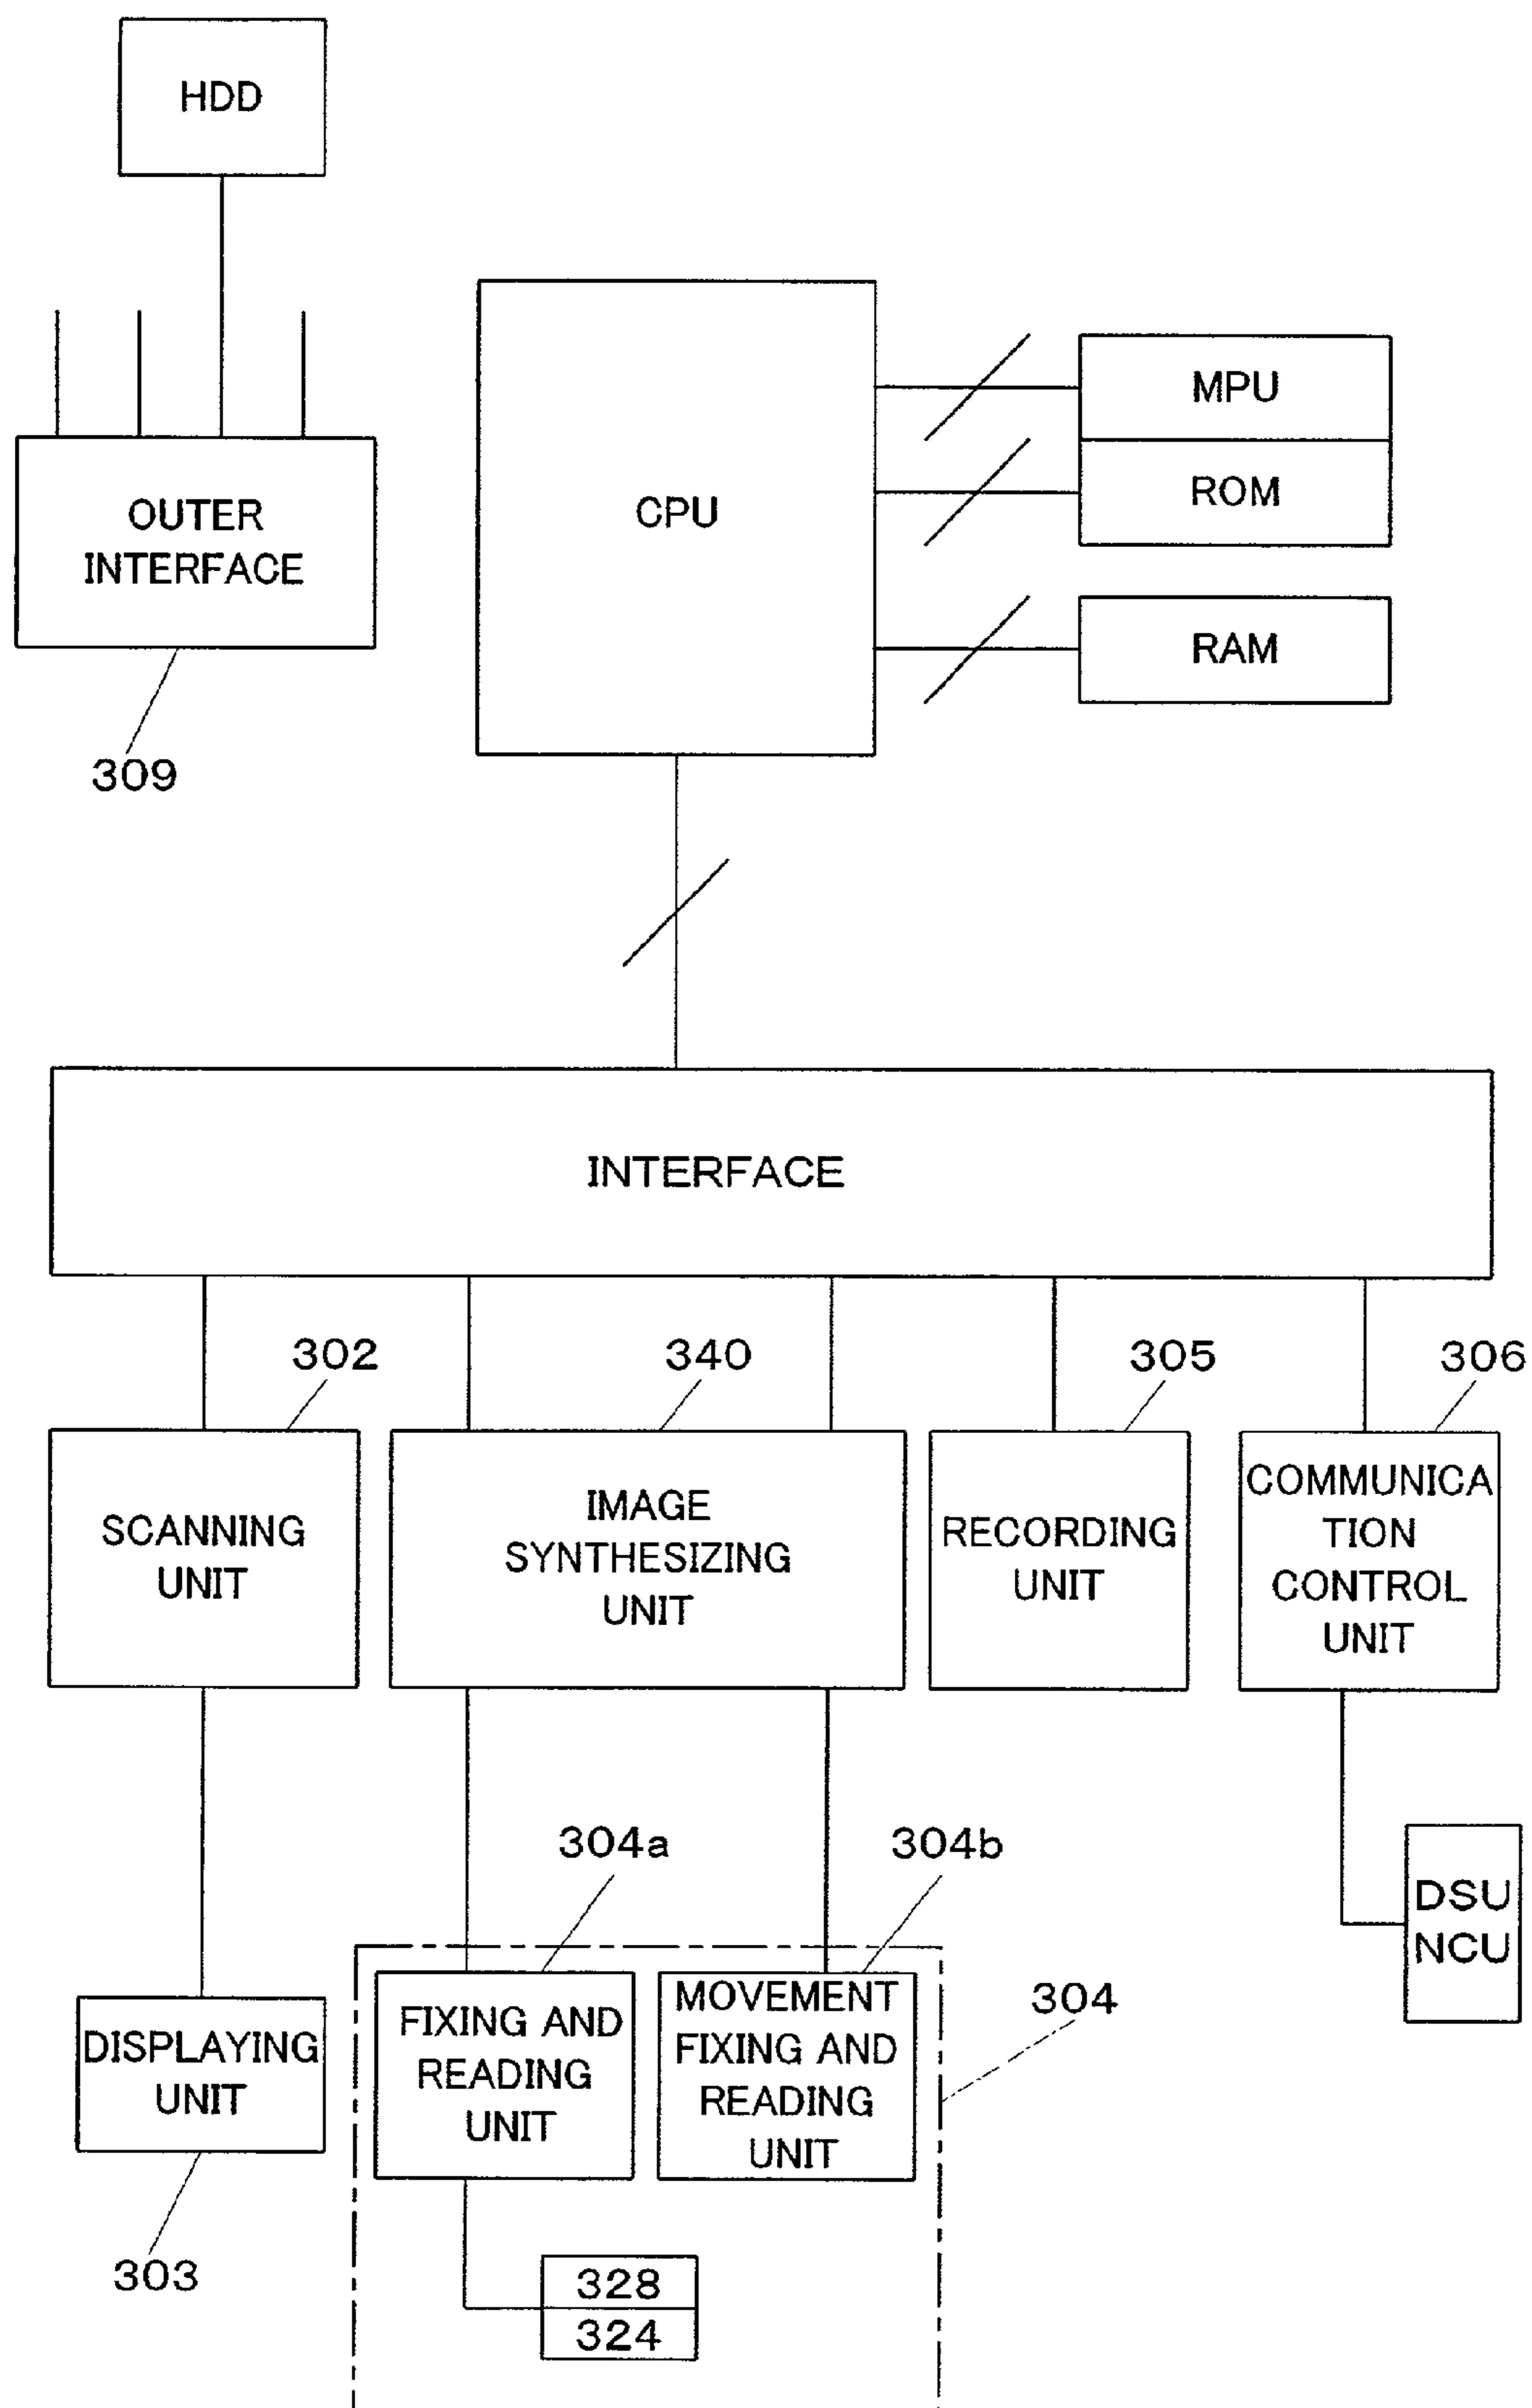 HDD
OUTER
INTERFACE
309
CPU
MPU
ROM
RAM
INTERFACE
302
340
305
306
SCANNING
UNIT
IMAGE
SYNTHESIZING
UNIT
RECORDING
UNIT
COMMUNICA
TION
CONTROL
UNIT
304a
304b
DSU
NCU
304
DISPLAYING
UNIT
FIXING AND
READING
UNIT
MOVEMENT
FIXING AND
READING
UNIT
303
328
324